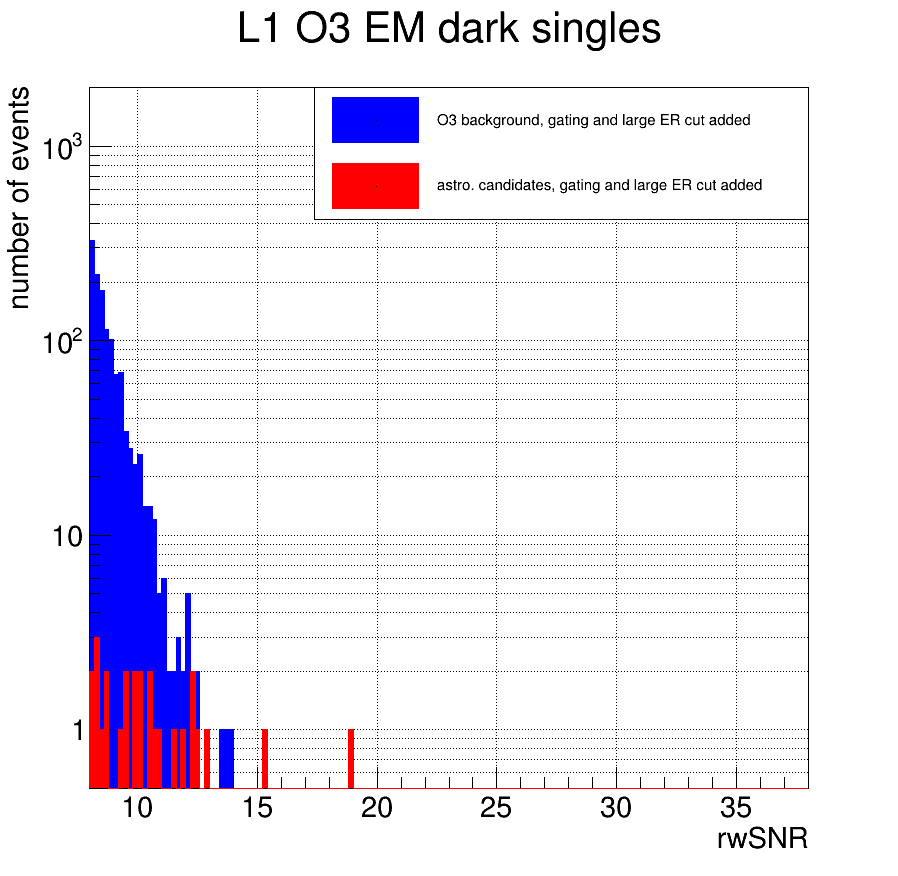 L1 O3 EM dark singles
number of events
O3 background, gating and large ER cut added
astro. candidates, gating and large ER cut added
10³
10²
10
1
10 15 20 25 30 35
rwSNR